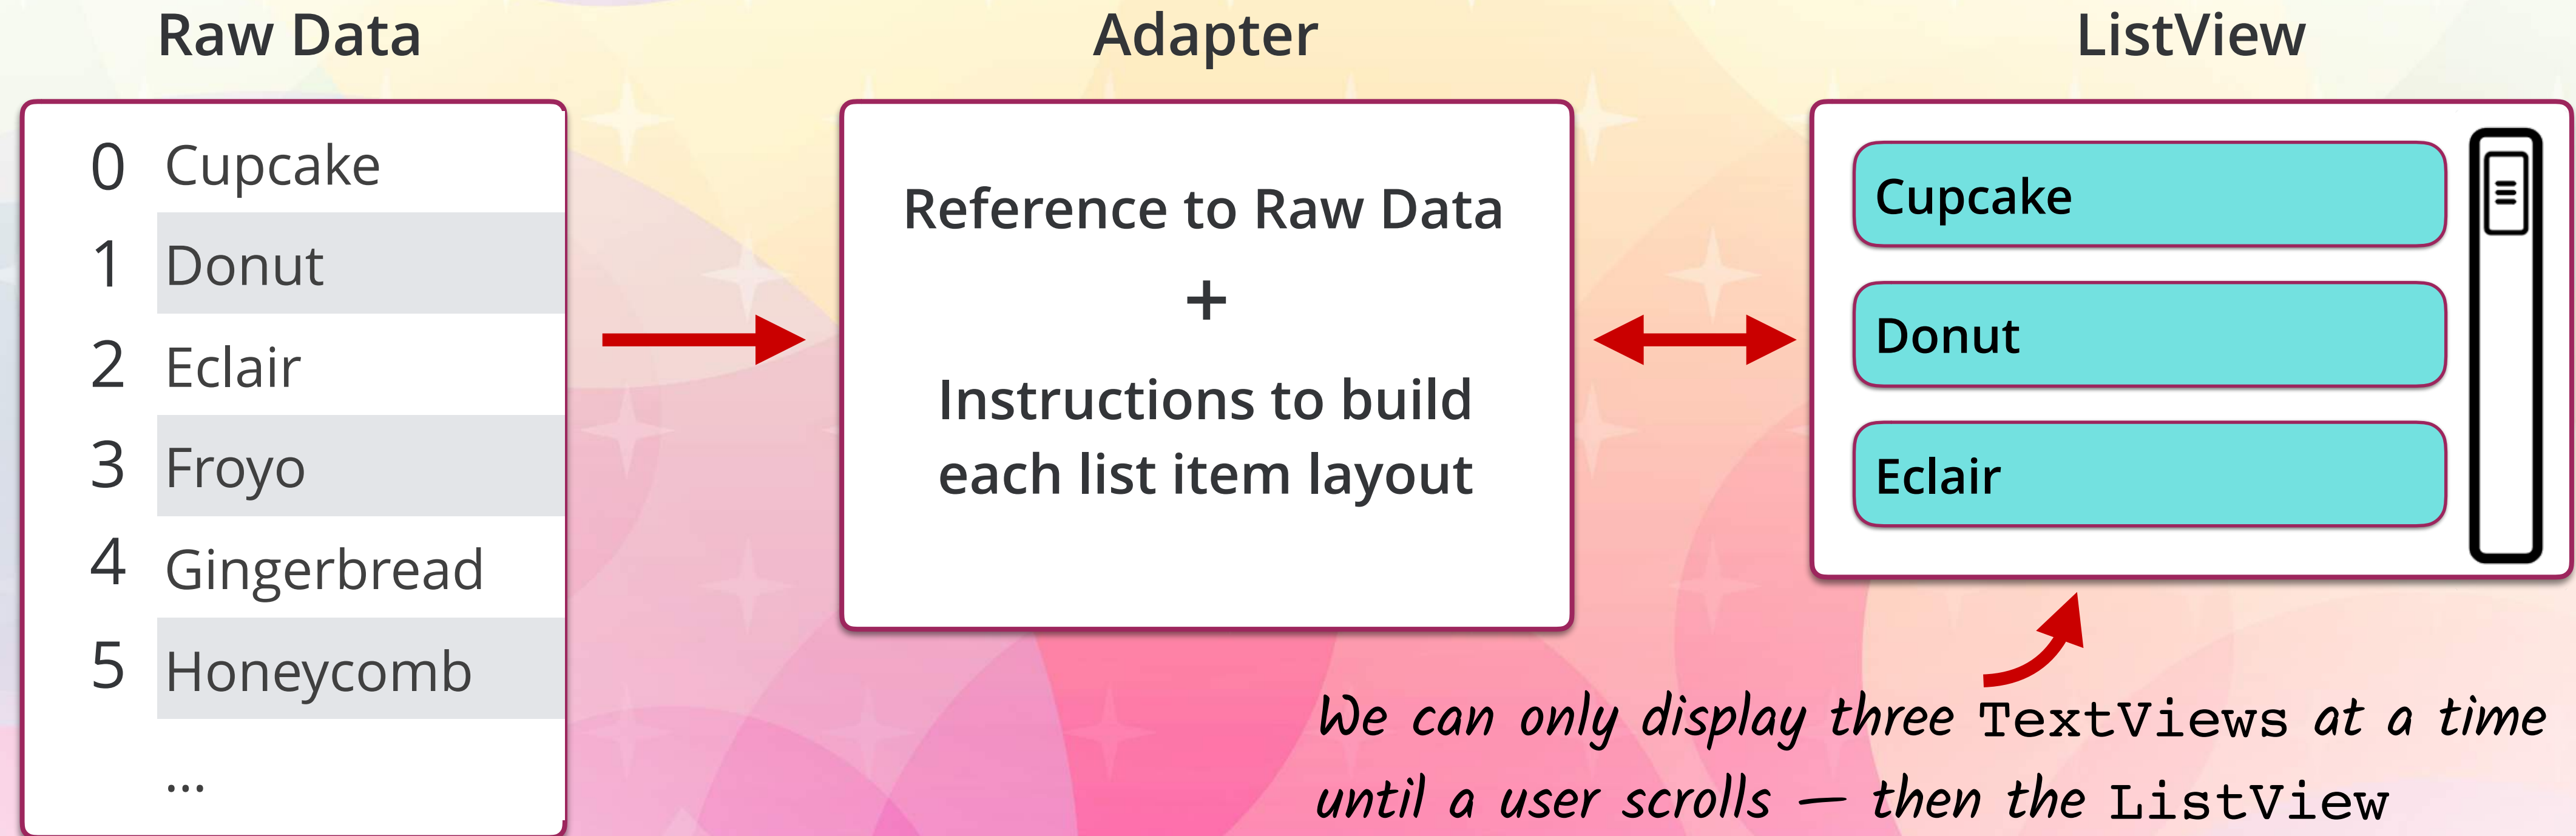 Raw Data
0 Cupcake
1 Donut
2 Eclair
3 Froyo
4 Gingerbread
5 Honeycomb
...
Adapter
Reference to Raw Data
+
Instructions to build
each list item layout
ListView
Cupcake
Donut
Eclair
We can only display three TextViews at a time
until a user scrolls — then the ListView